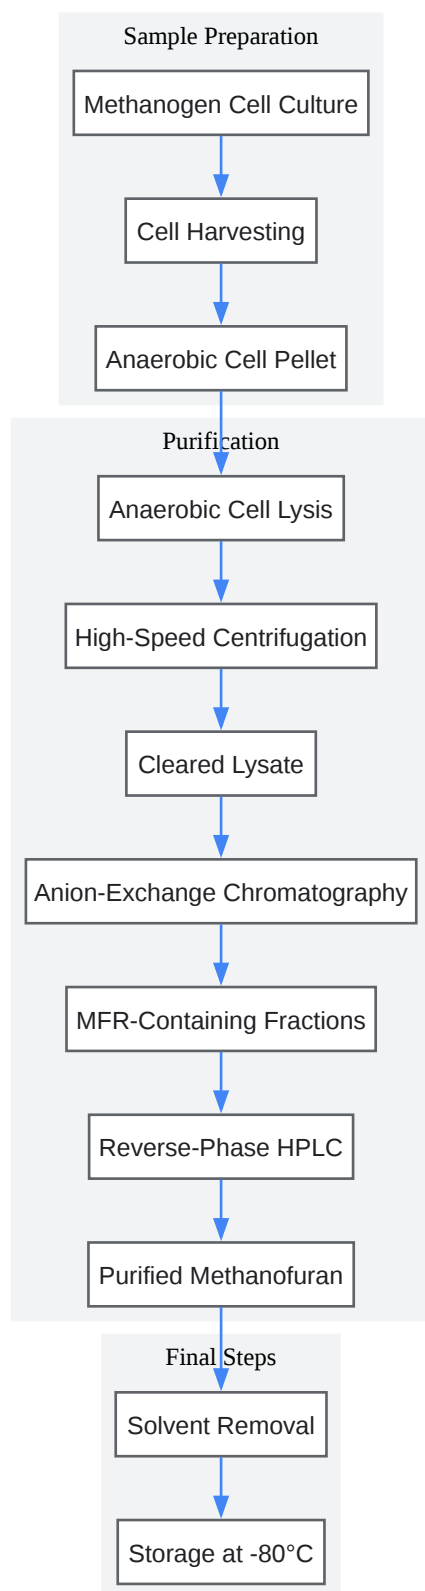 Sample Preparation
Methanogen Cell Culture
Cell Harvesting
Anaerobic Cell Pellet
Purification
Anaerobic Cell Lysis
High-Speed Centrifugation
Cleared Lysate
Anion-Exchange Chromatography
MFR-Containing Fractions
Reverse-Phase HPLC
Purified Methanofuran
Final Steps
Solvent Removal
Storage at -80°C